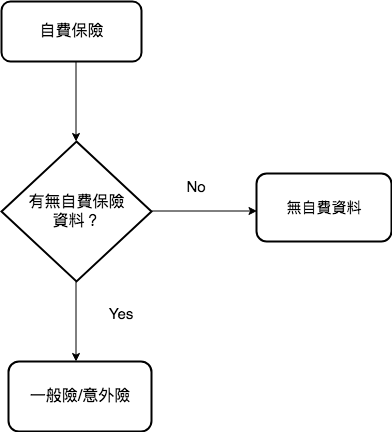 自費保險
有無自費保險
資料？
No
無自費資料
Yes
一般險/意外險